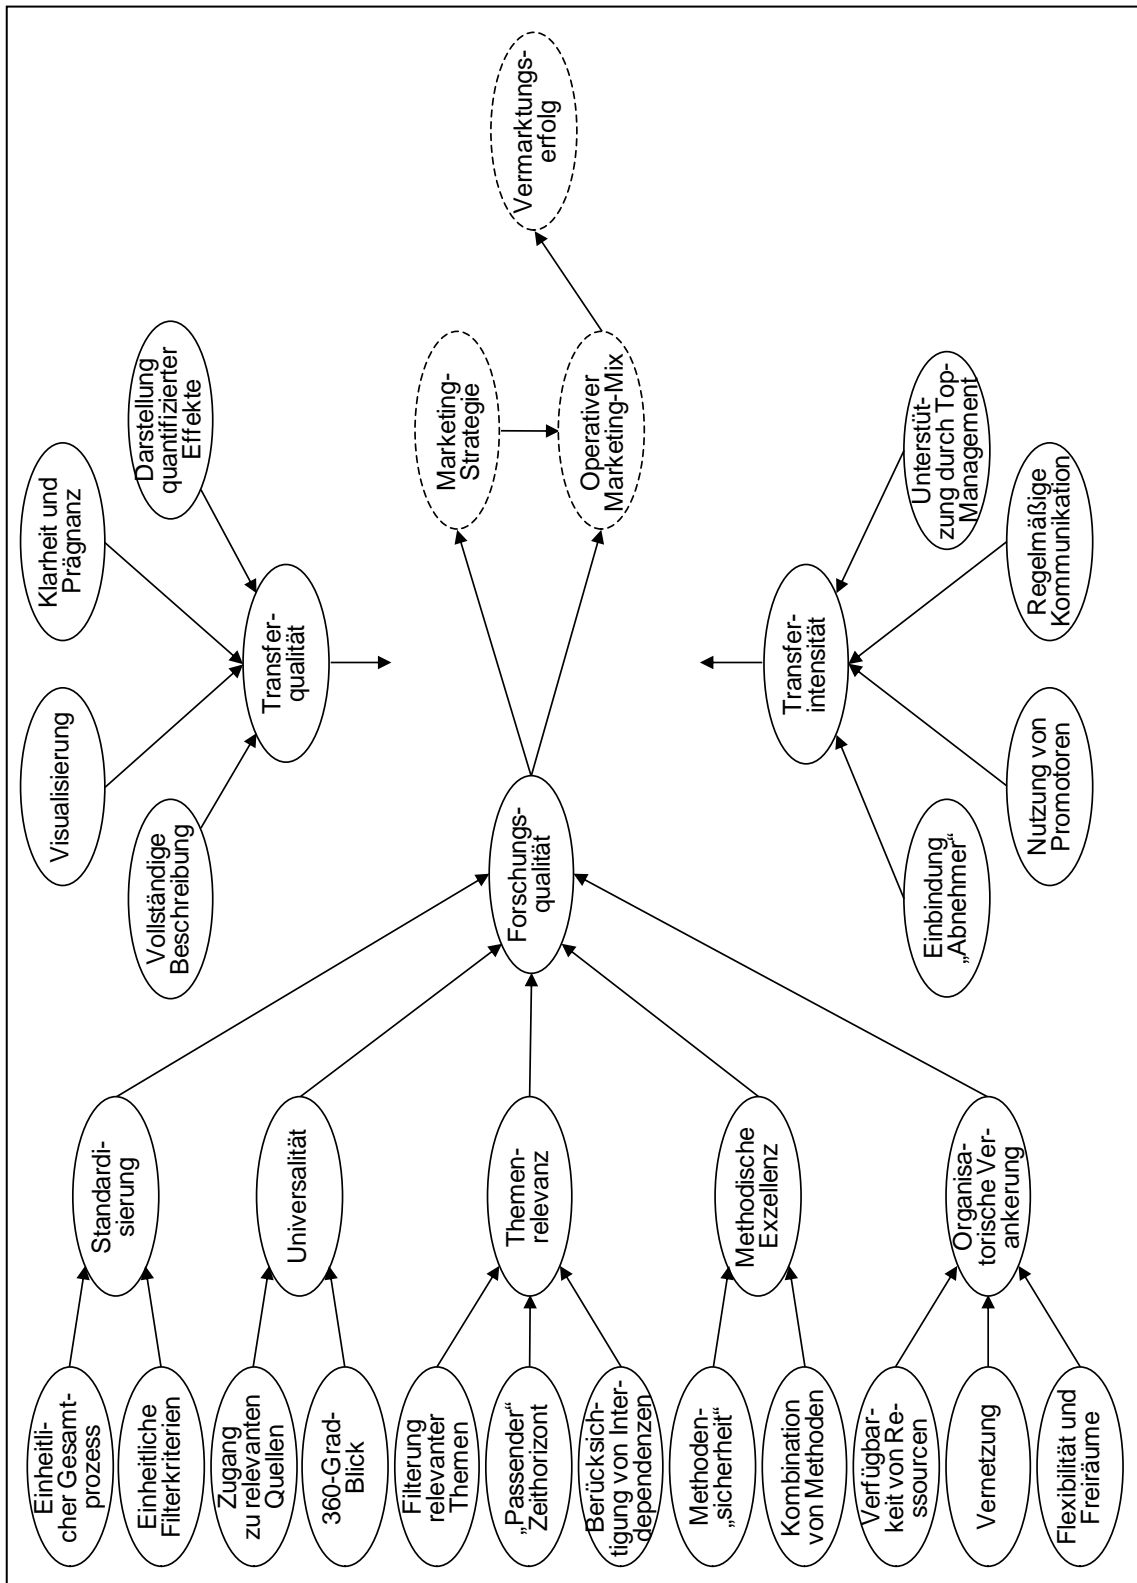 Einheitli-
cher Gesamt-
prozess
Einheitliche
Filterkriterien
Zugang
zu relevanten
Quellen
360-Grad-
Blick
Filterung
relevanter
Themen
„Passender“
Zeithorizont
Berücksich-
tigung von Inter-
dependenzen
Methoden-
„sicherheit“
Kombination
von Methoden
Verfügbar-
keit von Re-
ssourcen
Vernetzung
Flexibilität und
Freiräume
Standardi-
sierung
Universalität
Themen-
relevanz
Methodische
Exzellenz
Organisa-
torische Ver-
ankerung
Forschungs-
qualität
Vollständige
Beschreibung
Visualisierung
Klarheit und
Prägnanz
Darstellung
quantifizierter
Effekte
Transfer-
qualität
Einbindung
„Abnehmer“
Nutzung von
Promotoren
Regelmäßige
Kommunikation
Unterstüt-
zung durch Top-
Management
Transfer-
intensität
Marketing-
Strategie
Operativer
Marketing-Mix
Vermarktungs-
erfolg